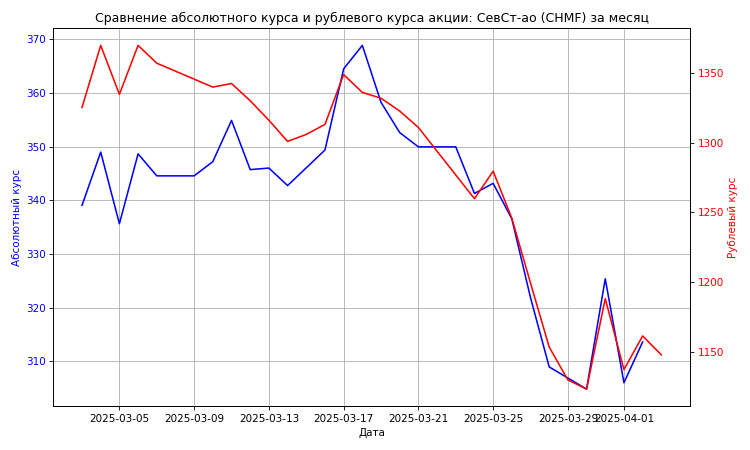 Сравнение абсолютного курса и рублевого курса акции: СевСт-ао (CHMF) за месяц
370
360
350
340
330
320
310
Абсолютный курс
1350
1300
1250
1200
1150
Рублевый курс
2025-03-05 2025-03-09 2025-03-13 2025-03-17 2025-03-21 2025-03-25 2025-03-29 2025-04-01
Дата